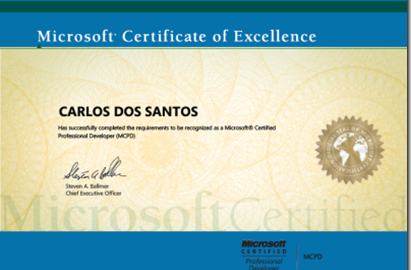 Microsoft® Certificate of Excellence
CARLOS DOS SANTOS
Has successfully completed the requirements to be recognized as a Microsoft® Certified
Professional Developer (MCPD)
Steven A. Ballmer
Chief Executive Officer
Microsoft Certified
Microsoft
CERTIFIED
Professional
Developer
MCPD